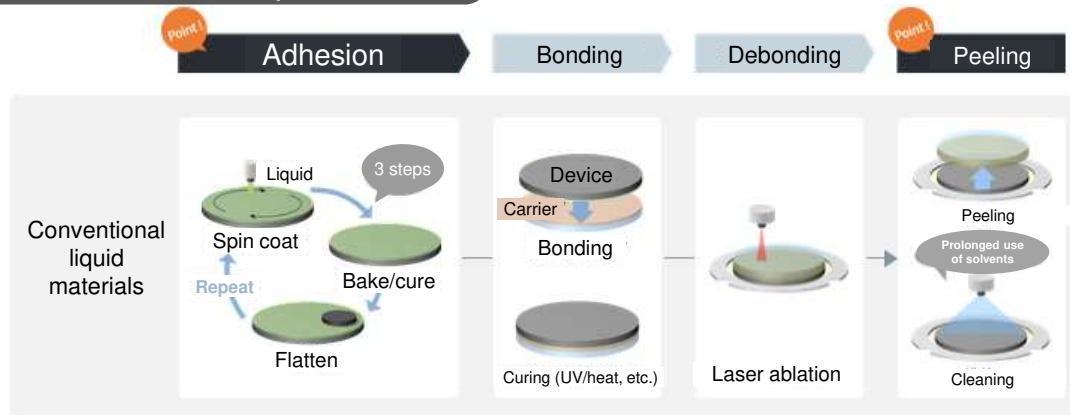 Point!
Adhesion
Bonding
Debonding
Point!
Peeling
Conventional
liquid
materials
Liquid
3 steps
Spin coat
Bake/cure
Repeat
Flatten
Device
Carrier
Bonding
Curing (UV/heat, etc.)
Laser ablation
Peeling
Prolonged use
of solvents
Cleaning